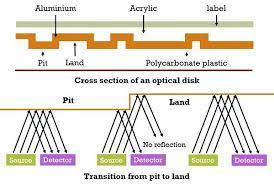 Aluminium Acrylic label
Pit Land Polycarbonate plastic
Cross section of an optical disk
Pit Land
No reflection
Source Detector Source Detector Source Detector
Transition from pit to land